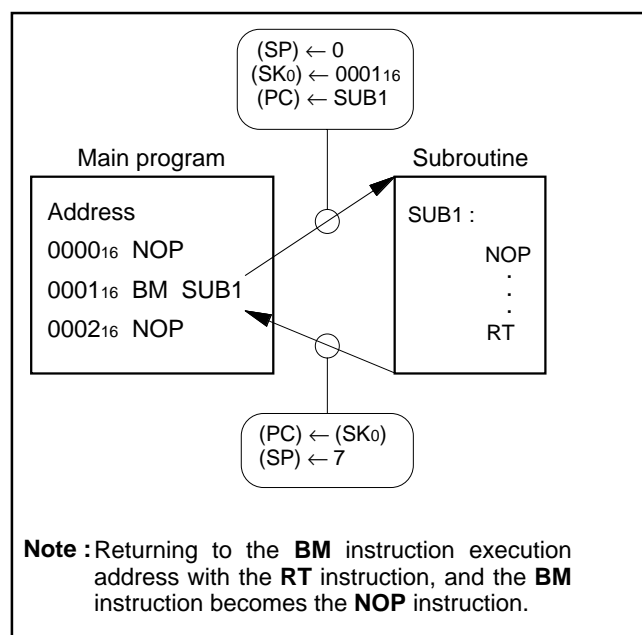 (SP) ← 0
(SK₀) ← 0001₁₆
(PC) ← SUB1
Main program
Subroutine
Address
0000₁₆ NOP
0001₁₆ BM SUB1
0002₁₆ NOP
SUB1 :
NOP
.
.
.
RT
(PC) ← (SK₀)
(SP) ← 7
Note : Returning to the BM instruction execution
address with the RT instruction, and the BM
instruction becomes the NOP instruction.